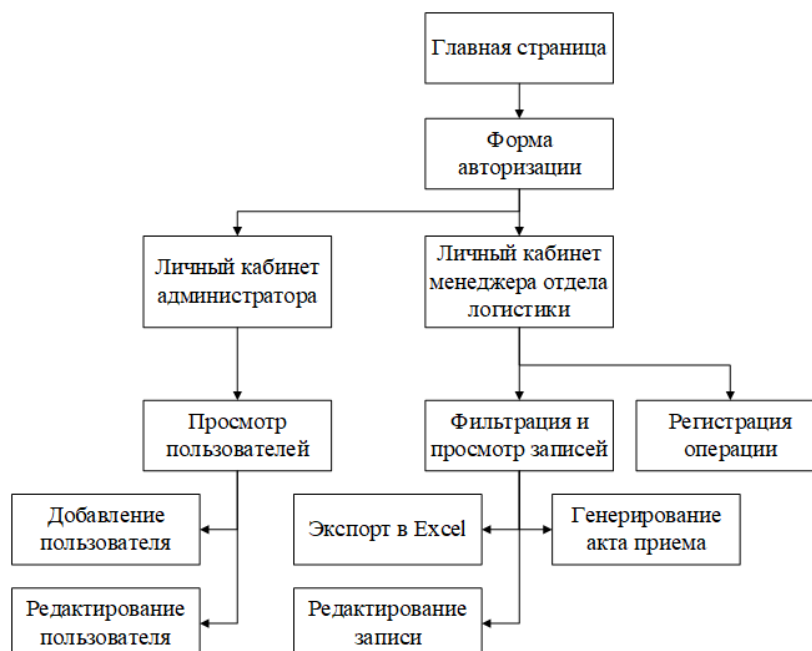 Главная страница
Форма
авторизации
Личный кабинет
администратора
Личный кабинет
менеджера отдела
логистики
Просмотр
пользователей
Фильтрация и
просмотр записей
Регистрация
операции
Добавление
пользователя
Экспорт в Excel
Генерирование
акта приема
Редактирование
пользователя
Редактирование
записи